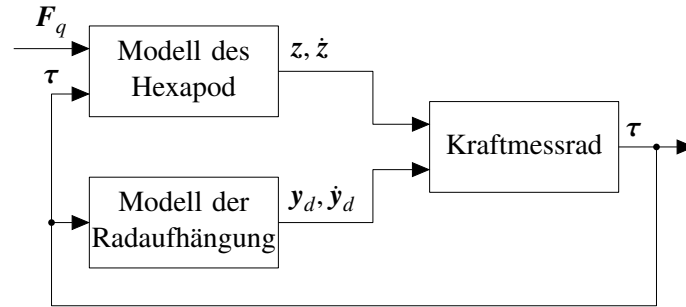 F_q
τ
Modell des
Hexapod
z, ż
Kraftmessrad
τ
Modell der
Radaufhängung
y_d, ẏ_d